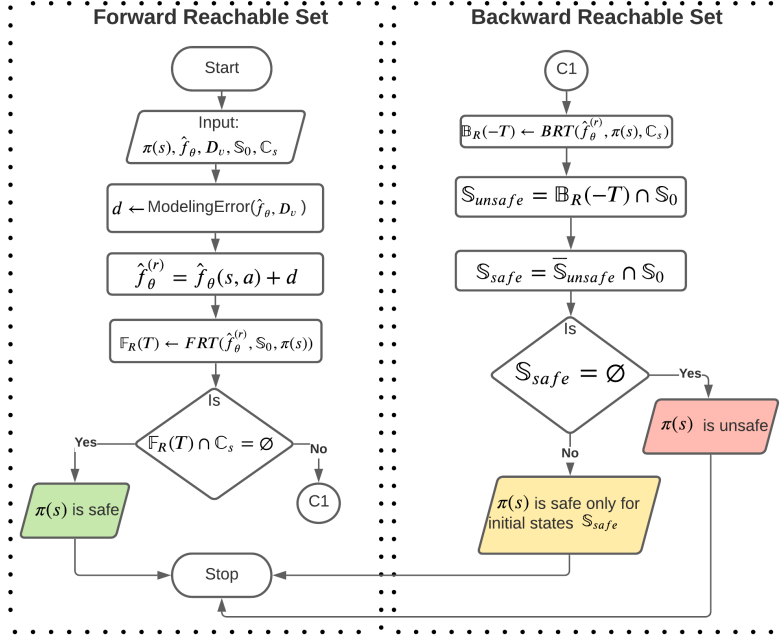 Forward Reachable Set
Start
Input:
π(s), f̂_θ, D_υ, 𝕊_0, ℂ_s
d ← ModelingError(f̂_θ, D_υ )
f̂_θ^(r) = f̂_θ(s, a) + d
𝔽_R(T) ← FRT(f̂_θ^(r), 𝕊_0, π(s))
Is
𝔽_R(T) ∩ ℂ_s = ∅
Yes
No
π(s) is safe
C1
Stop
Backward Reachable Set
C1
𝔹_R(−T) ← BRT(f̂_θ^(r), π(s), ℂ_s)
𝕊_unsafe = 𝔹_R(−T) ∩ 𝕊_0
𝕊_safe = 𝕊̅_unsafe ∩ 𝕊_0
Is
𝕊_safe = ∅
Yes
π(s) is unsafe
No
π(s) is safe only for
initial states 𝕊_safe